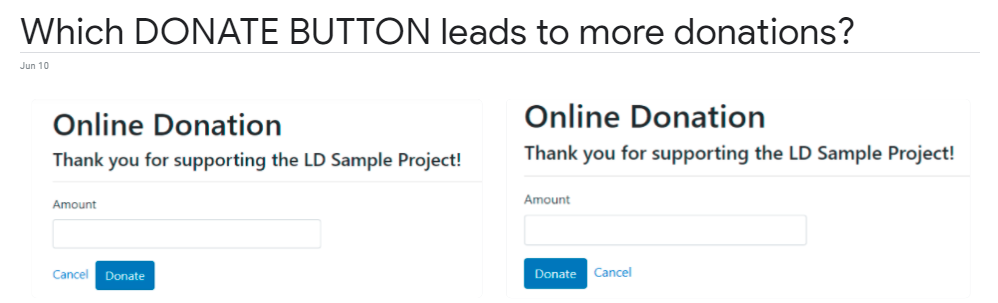 Which DONATE BUTTON leads to more donations?
Jun 10
Online Donation
Thank you for supporting the LD Sample Project!
Amount
Cancel Donate
Online Donation
Thank you for supporting the LD Sample Project!
Amount
Donate Cancel